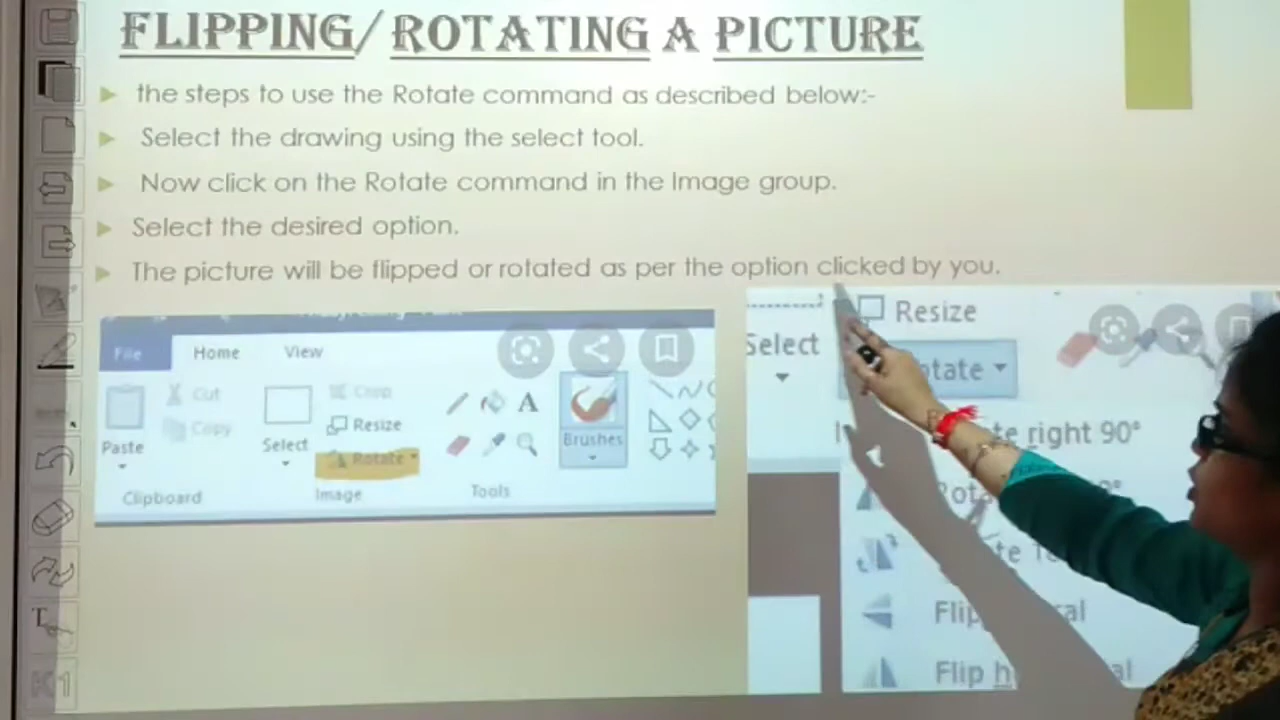 FLIPPING/ROTATING A PICTURE
the steps to use the Rotate command as described below:-
Select the drawing using the select tool.
Now click on the Rotate command in the Image group.
Select the desired option.
The picture will be flipped or rotated as per the option clicked by you.
File Home View
Cut
Copy
Paste
Clipboard
Select
Crop
Resize
Rotate
Image
A
Tools
Brushes
Resize
Select
right 90°
Flip
Flip
T